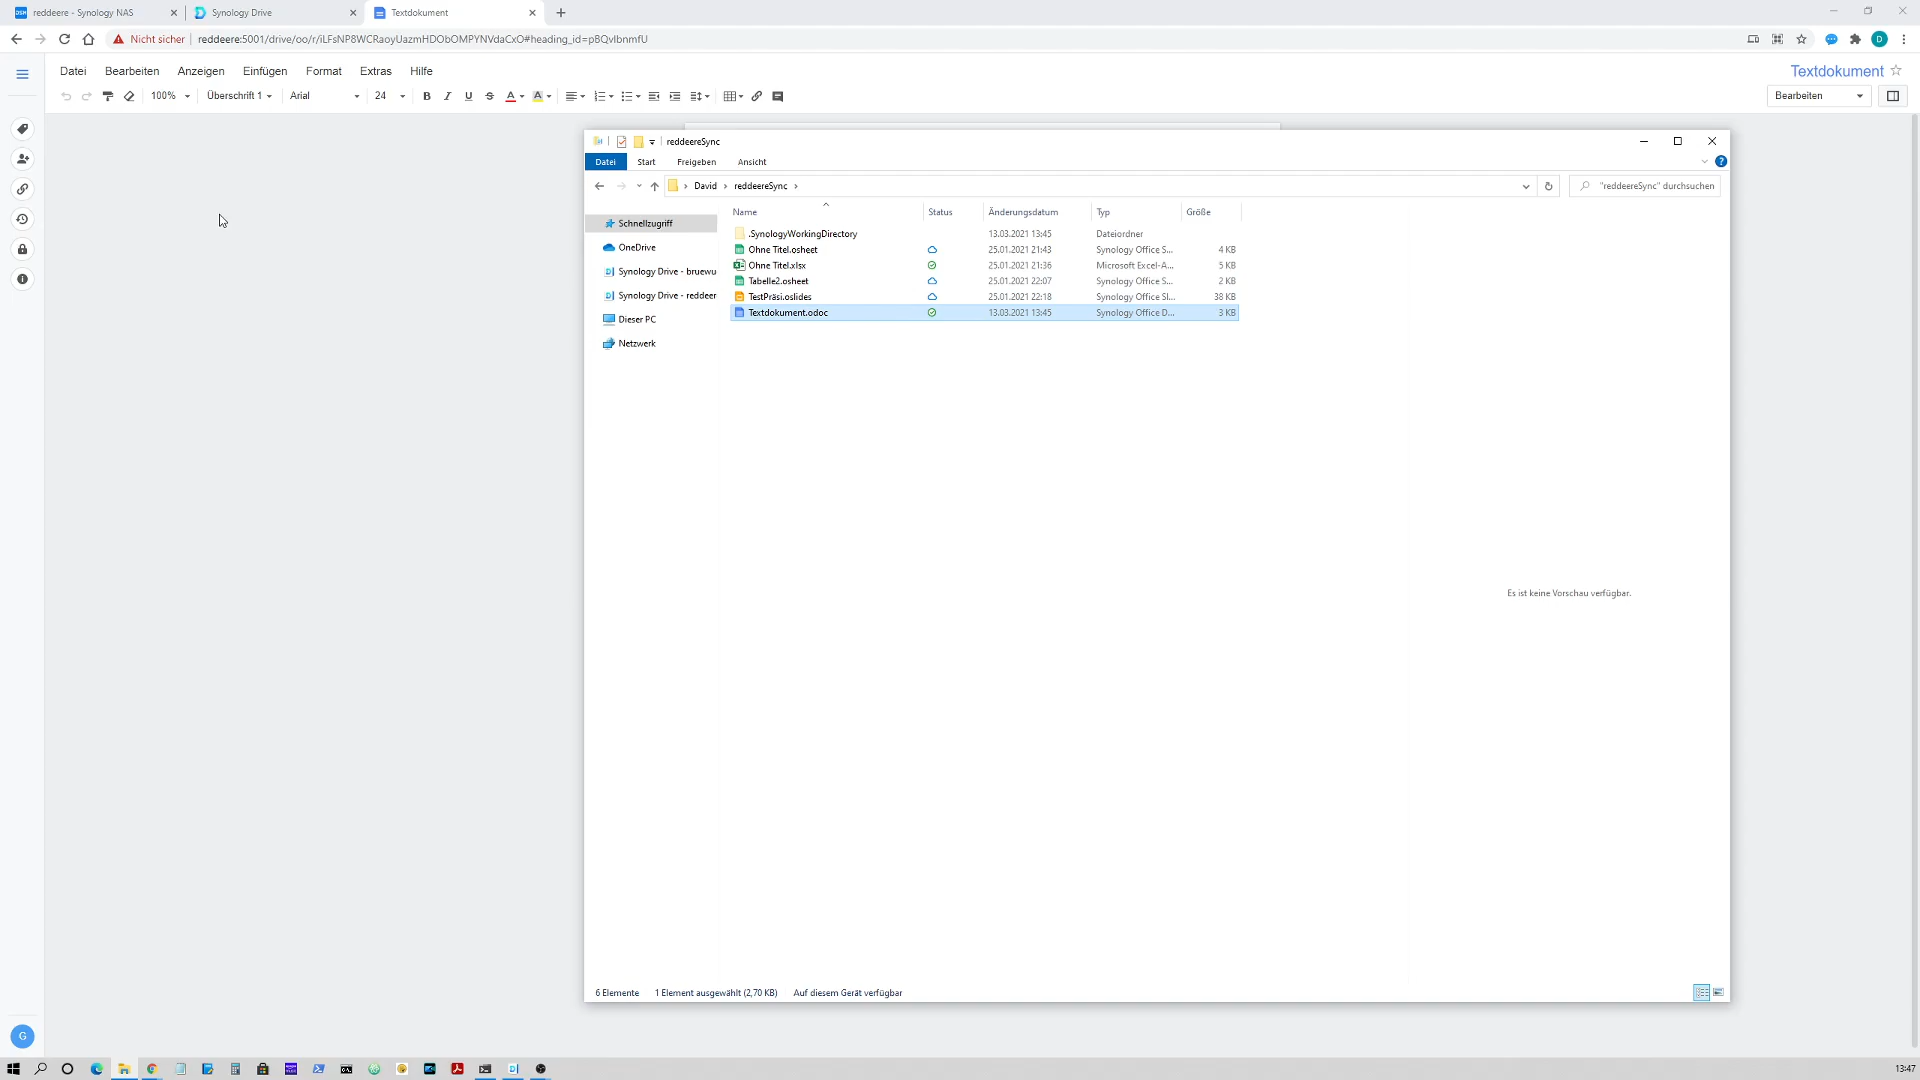 reddeere - Synology NAS
Synology Drive
Textdokument
Nicht sicher
reddeere:5001/drive/oo/r/iLFsNP8WCRaoyUazmHDObOMPYNVdaCxO#heading_id=pBQvlbnmfU
D
Datei Bearbeiten Anzeigen Einfügen Format Extras Hilfe
Textdokument
100% Überschrift 1 Arial 24 B I U S A A
Bearbeiten
reddeereSync
Datei Start Freigeben Ansicht
David > reddeereSync >
"reddeereSync" durchsuchen
Name Status Änderungsdatum Typ Größe
Schnellzugriff
OneDrive
Synology Drive - bruewu
Synology Drive - reddeer
Dieser PC
Netzwerk
.SynologyWorkingDirectory 13.03.2021 13:45 Dateiordner
Ohne Titel.osheet 25.01.2021 21:43 Synology Office S... 4 KB
Ohne Titel.xlsx 25.01.2021 21:36 Microsoft Excel-A... 5 KB
Tabelle2.osheet 25.01.2021 22:07 Synology Office S... 2 KB
TestPräsi.oslides 25.01.2021 22:18 Synology Office Sl... 38 KB
Textdokument.odoc 13.03.2021 13:45 Synology Office D... 3 KB
Es ist keine Vorschau verfügbar.
6 Elemente 1 Element ausgewählt (2,70 KB) Auf diesem Gerät verfügbar
G
13:47